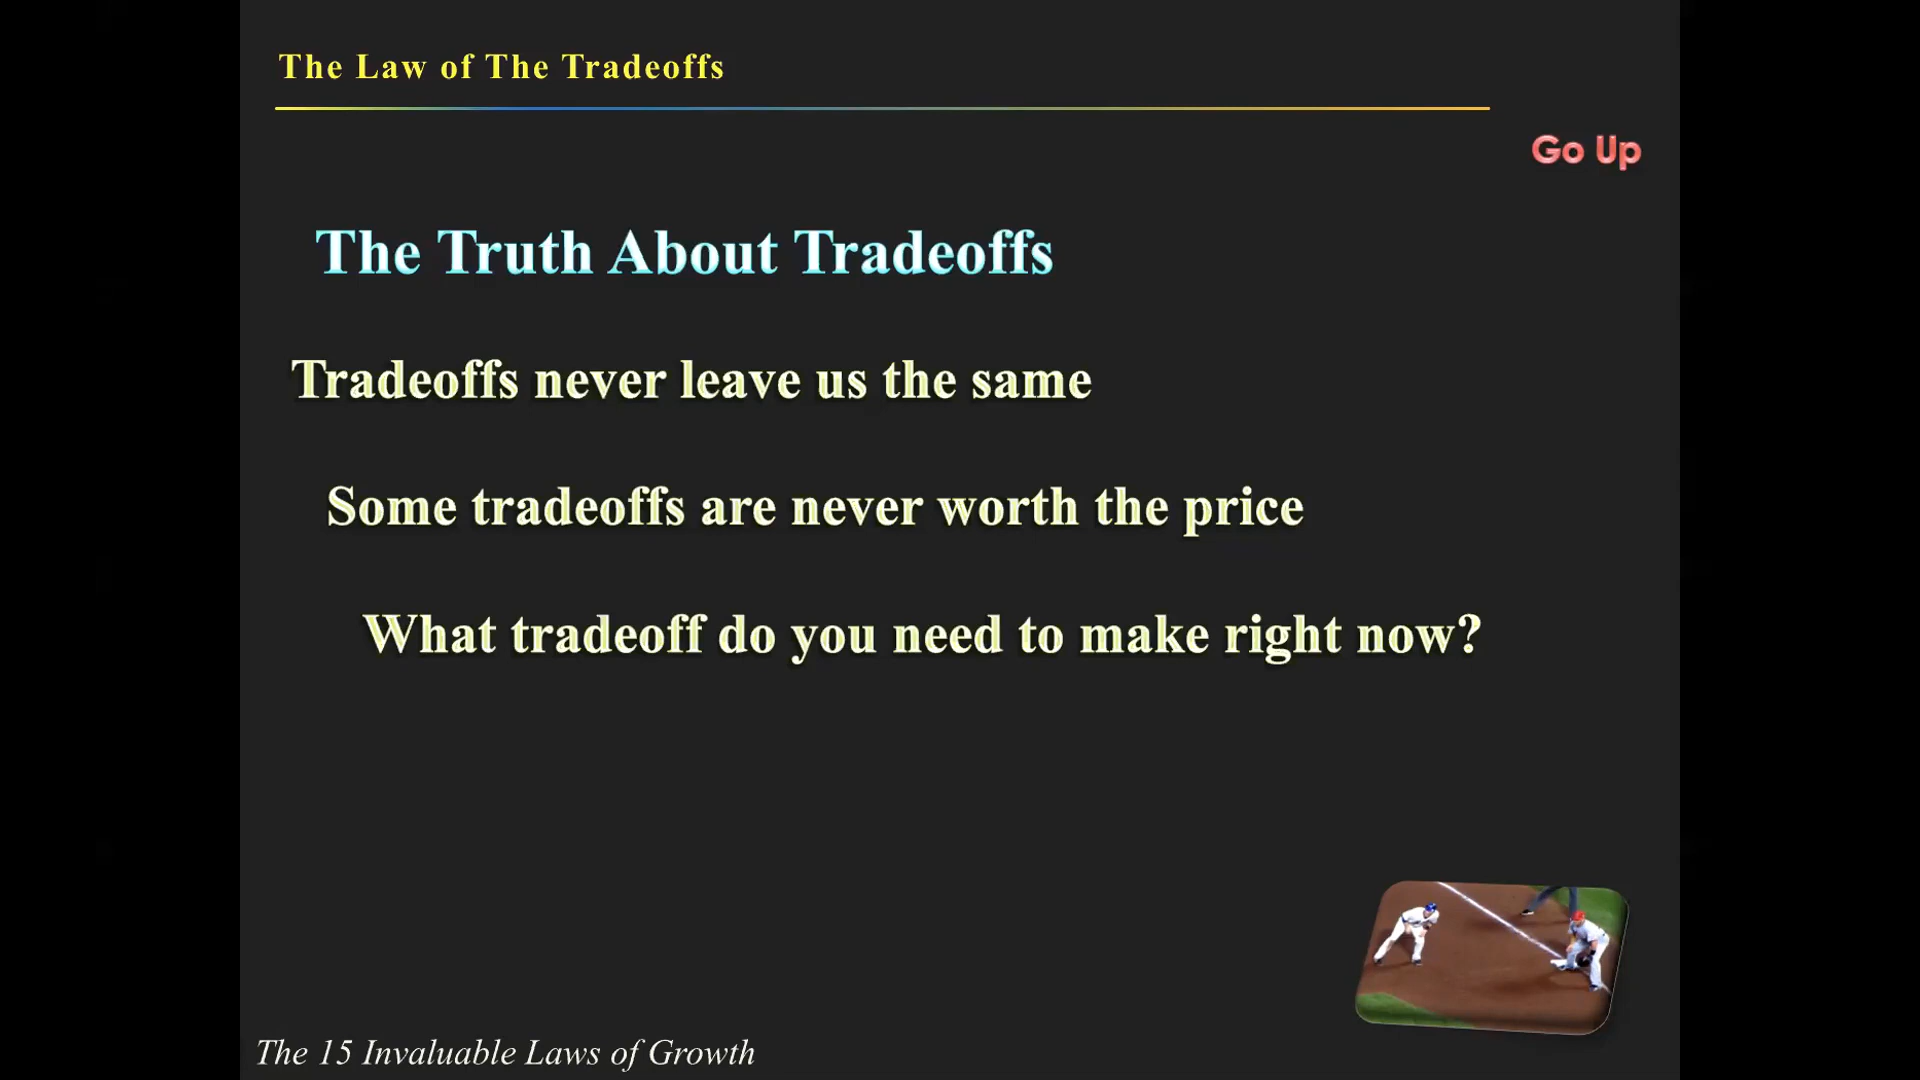 The Law of The Tradeoffs
Go Up
The Truth About Tradeoffs
Tradeoffs never leave us the same
Some tradeoffs are never worth the price
What tradeoff do you need to make right now?
The 15 Invaluable Laws of Growth